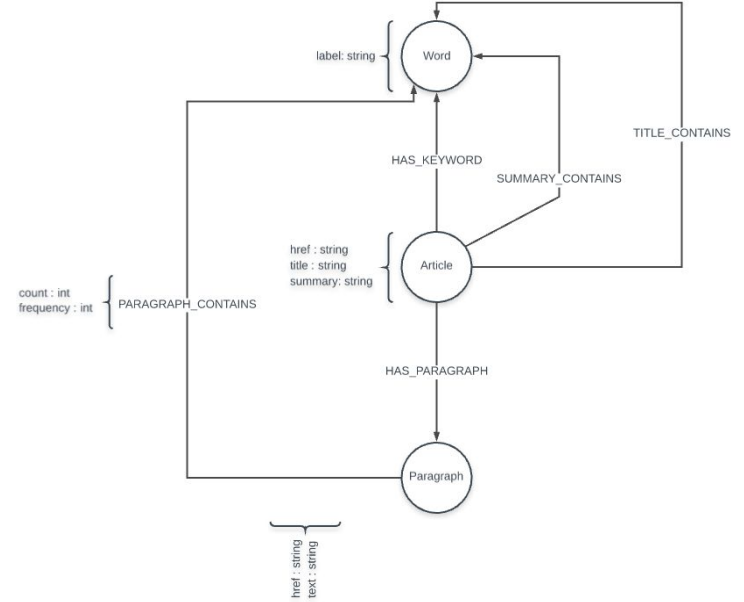 label: string
Word
TITLE_CONTAINS
HAS_KEYWORD
SUMMARY_CONTAINS
href : string
title : string
summary: string
Article
count : int
frequency : int
PARAGRAPH_CONTAINS
HAS_PARAGRAPH
Paragraph
href : string
text : string